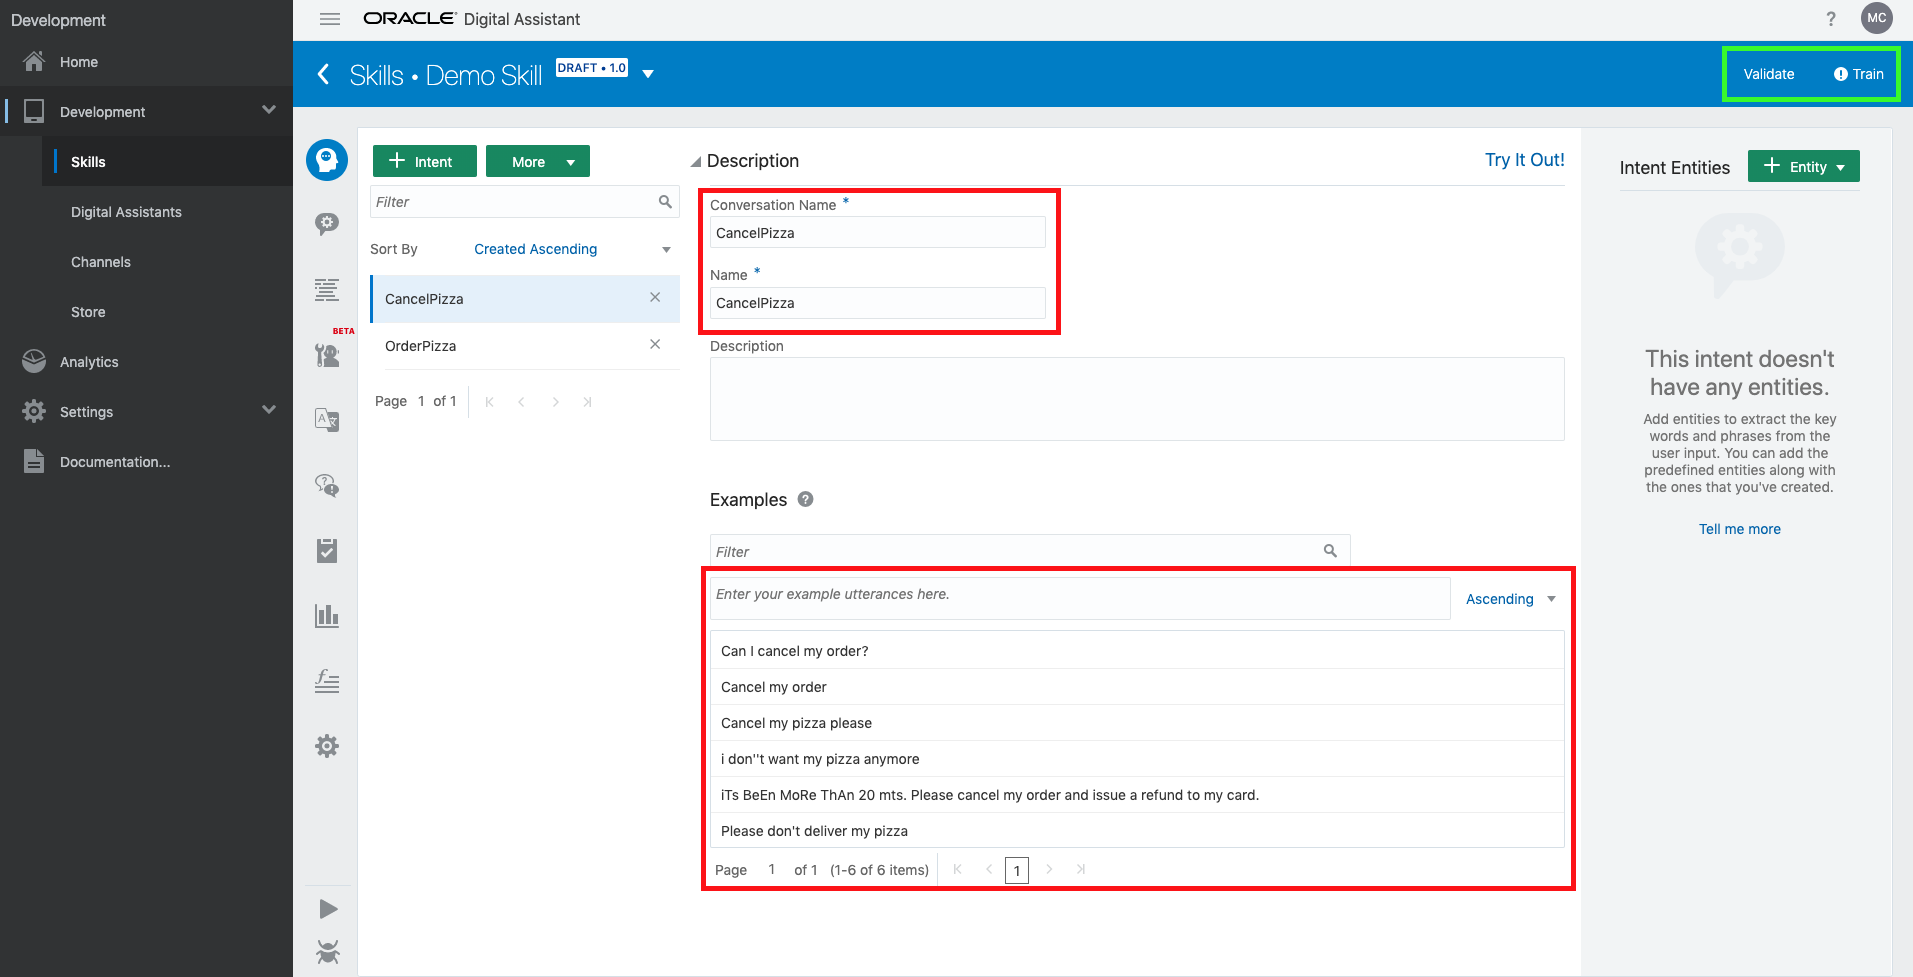 Development
Home
Development
Skills
Digital Assistants
Channels
Store
Analytics
Settings
Documentation...
ORACLE Digital Assistant
?
MC
Skills • Demo Skill
DRAFT • 1.0
Validate
Train
BETA
Intent
More
Filter
Sort By
Created Ascending
CancelPizza
OrderPizza
Page 1 of 1
Description
Try It Out!
Conversation Name *
CancelPizza
Name *
CancelPizza
Description
Examples ?
Filter
Enter your example utterances here.
Ascending
Can I cancel my order?
Cancel my order
Cancel my pizza please
i don''t want my pizza anymore
iTs BeEn MoRe ThAn 20 mts. Please cancel my order and issue a refund to my card.
Please don't deliver my pizza
Page 1 of 1 (1-6 of 6 items) 1
Intent Entities
Entity
This intent doesn't
have any entities.
Add entities to extract the key
words and phrases from the
user input. You can add the
predefined entities along with
the ones that you've created.
Tell me more